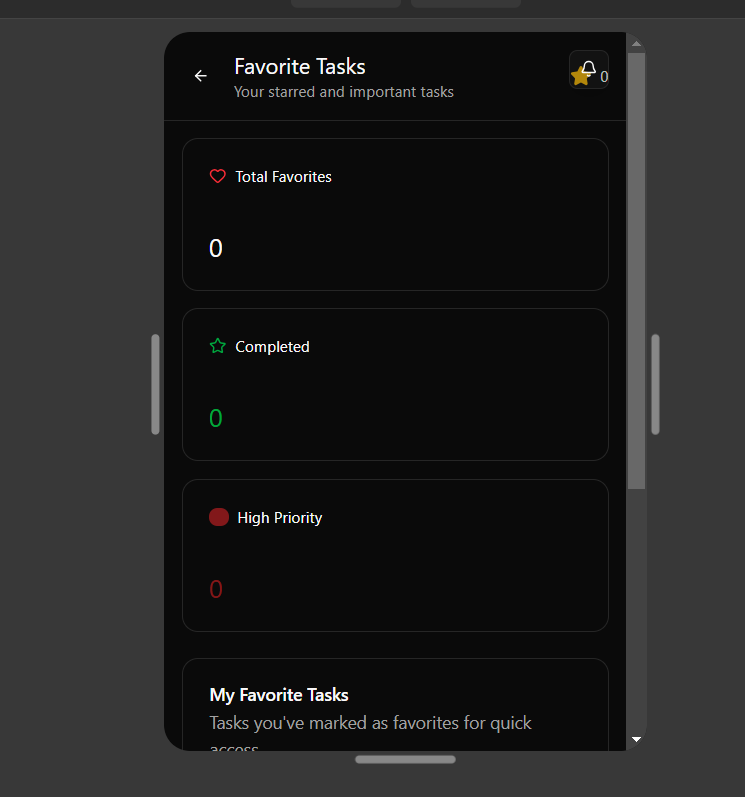 Favorite Tasks
Your starred and important tasks
0
Total Favorites
0
Completed
0
High Priority
0
My Favorite Tasks
Tasks you've marked as favorites for quick
access